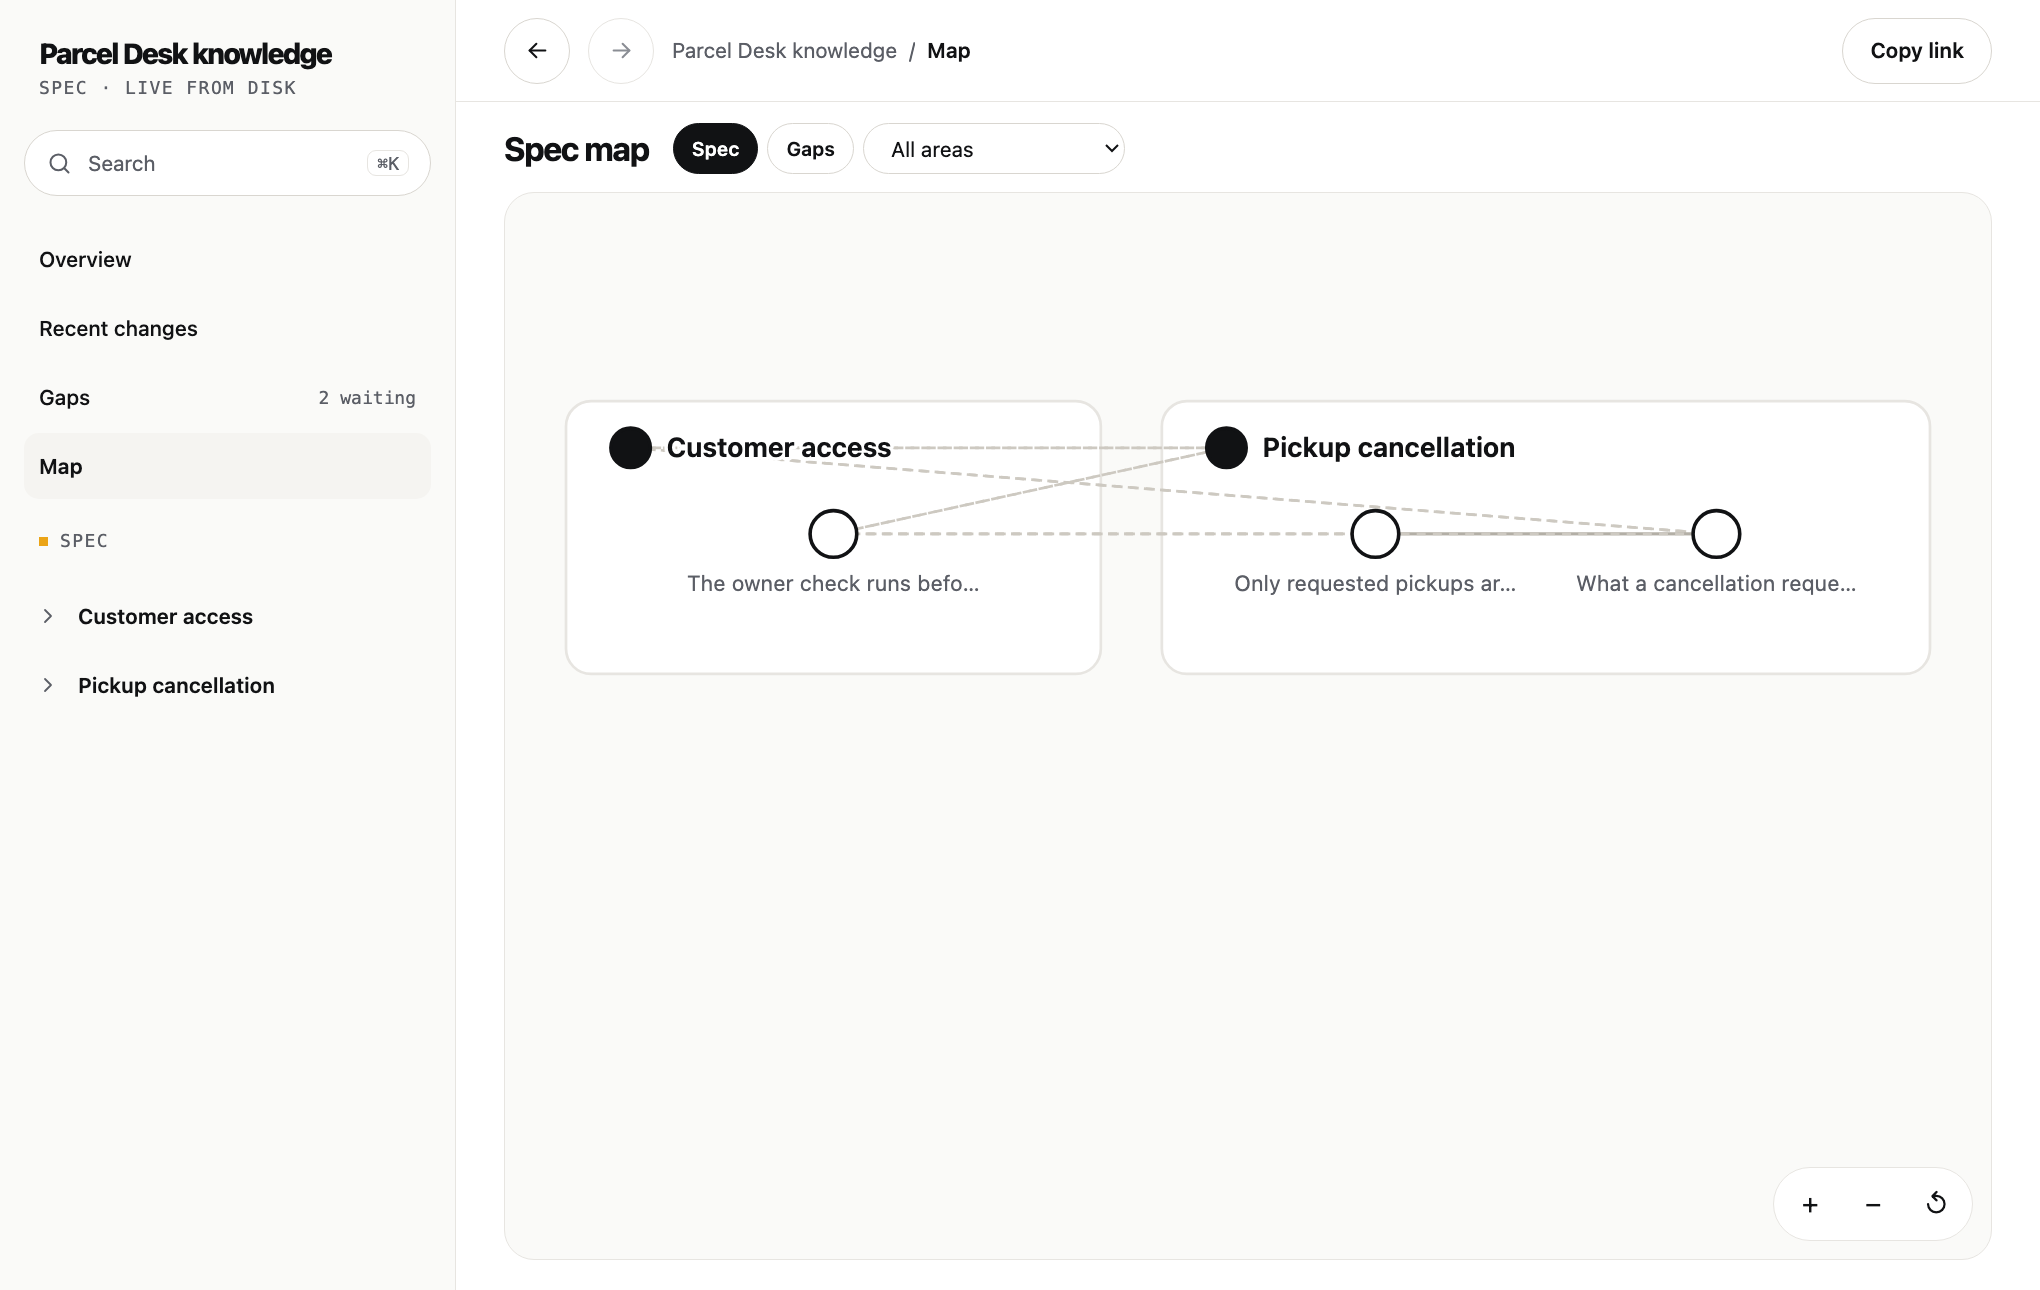 Parcel Desk knowledge
SPEC · LIVE FROM DISK
Search ⌘K
Overview
Recent changes
Gaps 2 waiting
Map
SPEC
Customer access
Pickup cancellation
Parcel Desk knowledge / Map
Copy link
Spec map Spec Gaps All areas
Customer access
The owner check runs befo...
Pickup cancellation
Only requested pickups ar...
What a cancellation reque...
+ −